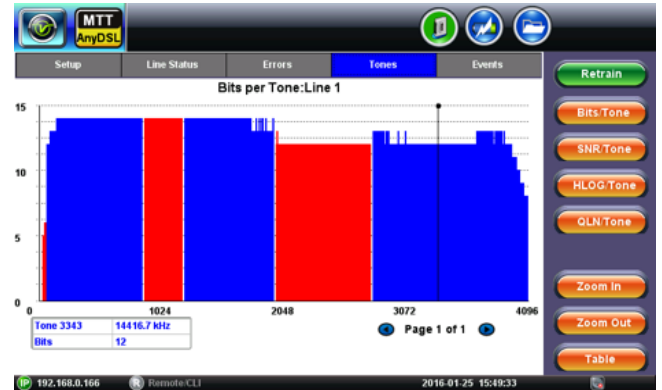 MTT
AnyDSL
Setup Line Status Errors Tones Events
Bits per Tone:Line 1
15
10
5
0
0 1024 2048 3072 4096
Tone 3343 14416.7 kHz
Bits 12
Page 1 of 1
Retrain
Bits/Tone
SNR/Tone
HLOG/Tone
QLN/Tone
Zoom In
Zoom Out
Table
IP 192.168.0.166 R Remote/CLI 2016-01-25 15:49:33